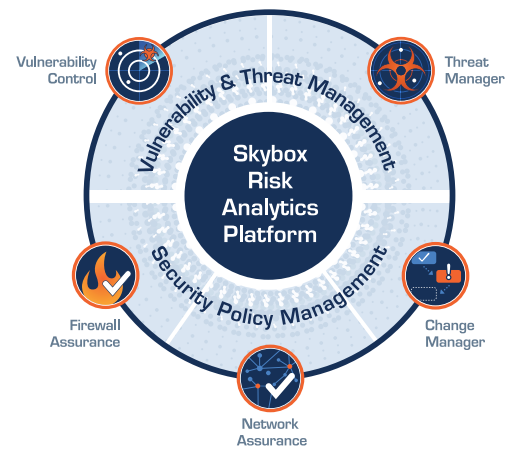 Vulnerability
Control
Threat
Manager
Vulnerability & Threat Management
Skybox
Risk
Analytics
Platform
Security Policy Management
Firewall
Assurance
Change
Manager
Network
Assurance